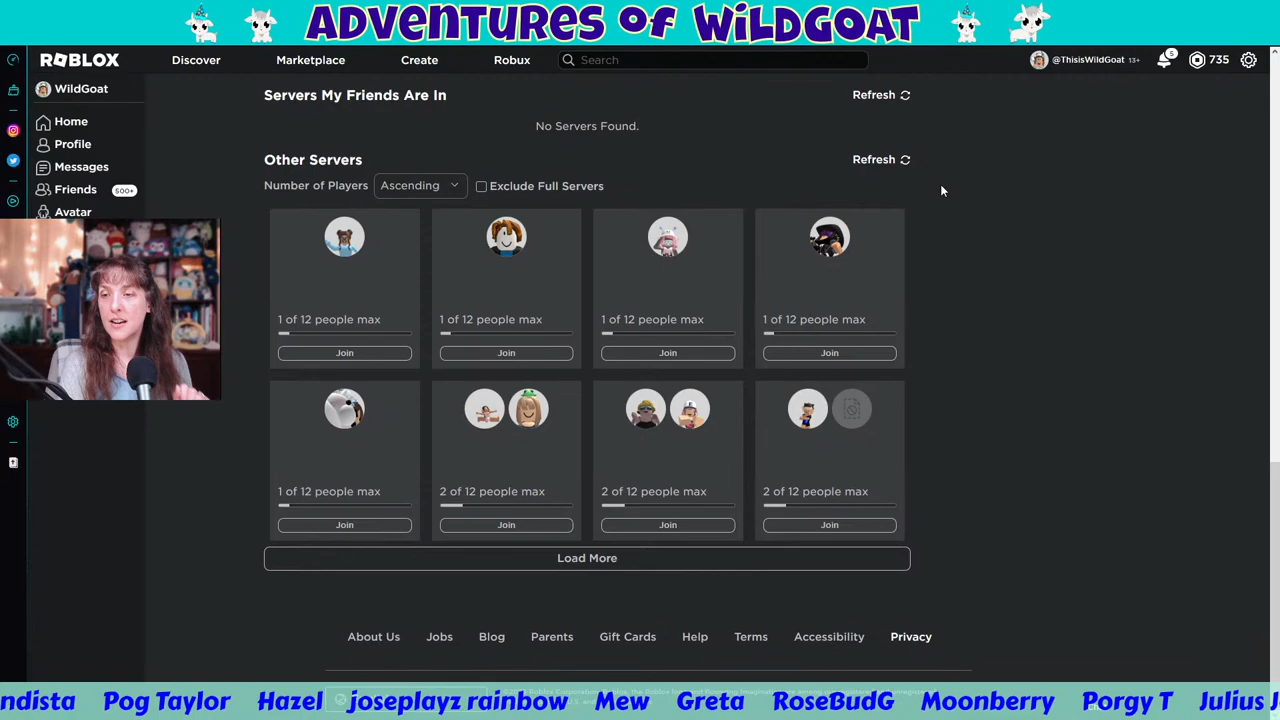 ADVENTURES OF WiLDGOAT
ROBLOX
Discover
Marketplace
Create
Robux
Search
@ThisisWildGoat 13+
5
735
WildGoat
Home
Profile
Messages
Friends
500+
Avatar
Servers My Friends Are In
Refresh
No Servers Found.
Other Servers
Refresh
Number of Players
Ascending
Exclude Full Servers
1 of 12 people max
1 of 12 people max
1 of 12 people max
1 of 12 people max
Join
Join
Join
Join
1 of 12 people max
2 of 12 people max
2 of 12 people max
2 of 12 people max
Join
Join
Join
Join
Load More
About Us
Jobs
Blog
Parents
Gift Cards
Help
Terms
Accessibility
Privacy
ndista Pog Taylor Hazel joseplayz rainbow Mew Greta RoseBudG Moonberry Porgy T Julius